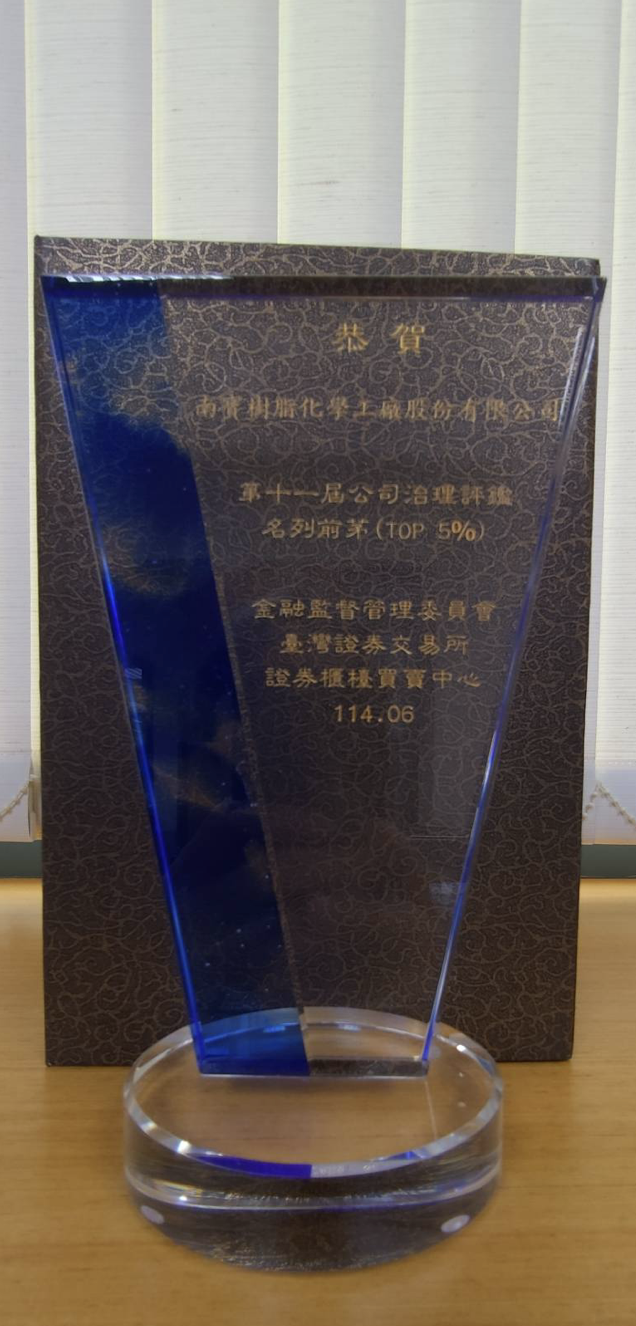 恭賀
南寶樹脂化學工廠股份有限公司
第十一屆公司治理評鑑
名列前茅(TOP 5%)
金融監督管理委員會
臺灣證券交易所
證券櫃檯買賣中心
114.06